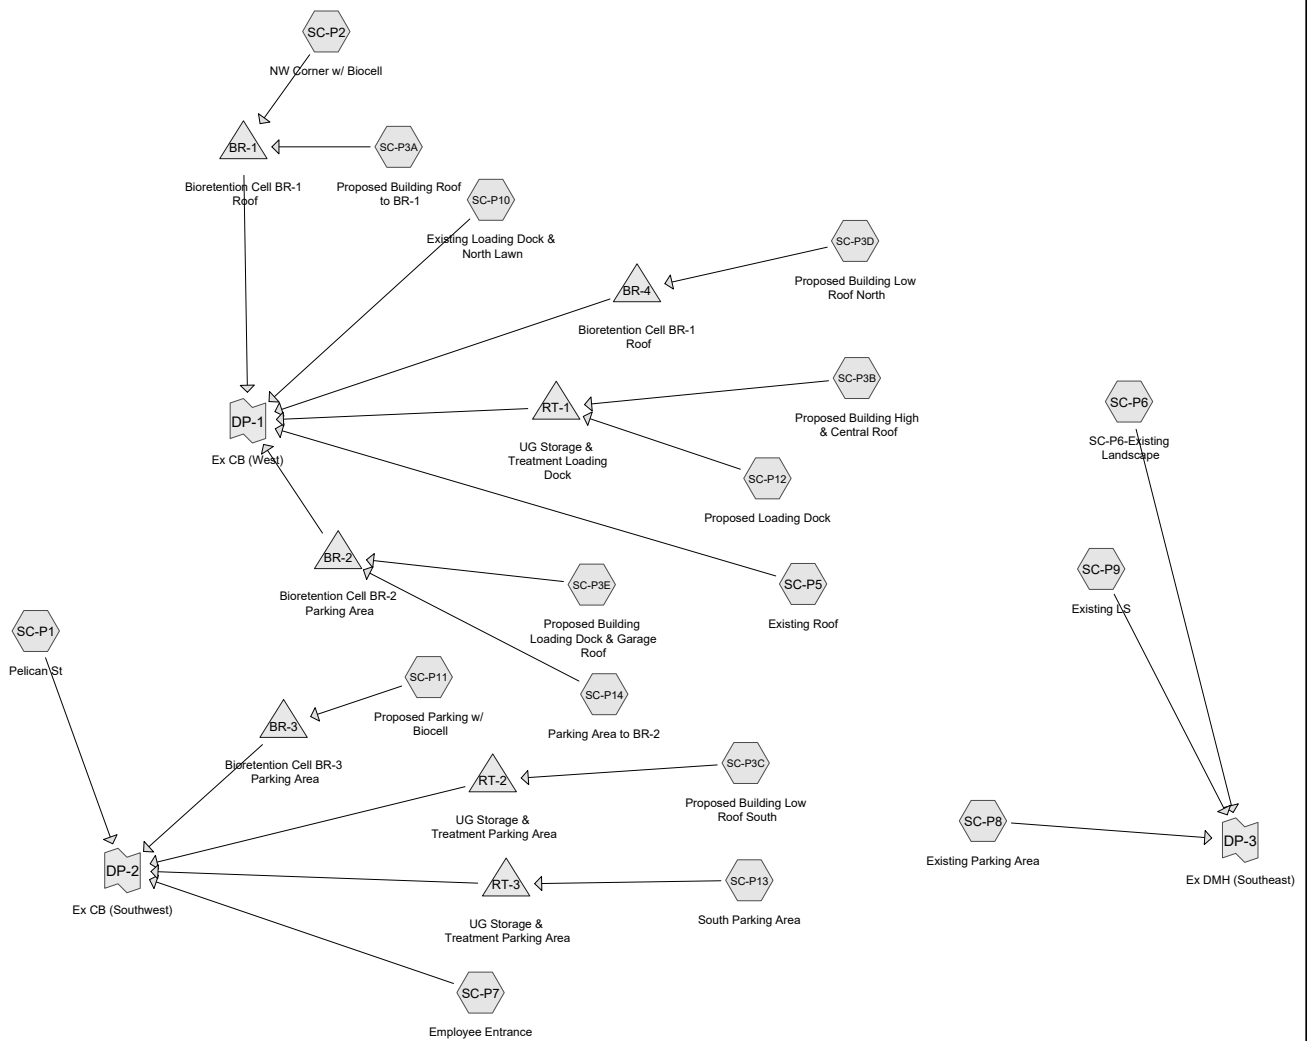 SC-P2
NW Corner w/ Biocell
BR-1
SC-P3A
Bioretention Cell BR-1
Roof
Proposed Building Roof
to BR-1
SC-P10
Existing Loading Dock &
North Lawn
SC-P3D
Proposed Building Low
Roof North
BR-4
Bioretention Cell BR-1
Roof
SC-P3B
Proposed Building High
& Central Roof
RT-1
UG Storage &
Treatment Loading
Dock
DP-1
Ex CB (West)
SC-P12
Proposed Loading Dock
SC-P6
SC-P6-Existing
Landscape
BR-2
Bioretention Cell BR-2
Parking Area
SC-P3E
Proposed Building
Loading Dock & Garage
Roof
SC-P5
Existing Roof
SC-P9
Existing LS
SC-P1
Pelican St
SC-P11
Proposed Parking w/
Biocell
SC-P14
Parking Area to BR-2
BR-3
Bioretention Cell BR-3
Parking Area
RT-2
UG Storage &
Treatment Parking Area
SC-P3C
Proposed Building Low
Roof South
SC-P8
Existing Parking Area
DP-3
Ex DMH (Southeast)
DP-2
Ex CB (Southwest)
RT-3
UG Storage &
Treatment Parking Area
SC-P13
South Parking Area
SC-P7
Employee Entrance